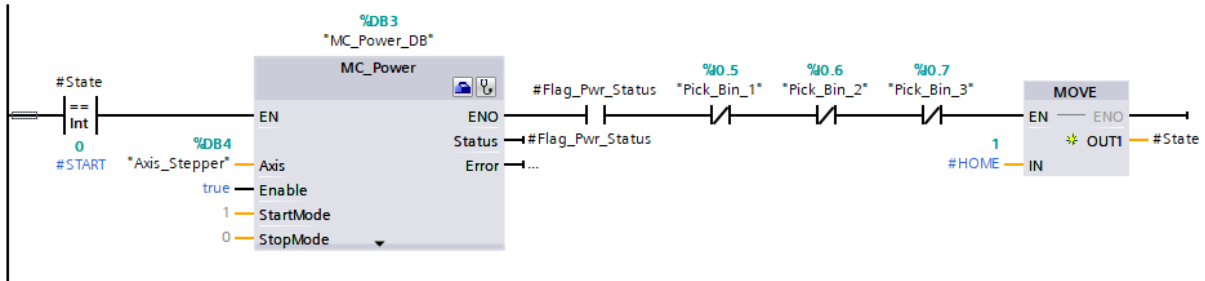 %DB3
"MC_Power_DB"
MC_Power
#State
==
Int
0
#START
EN
ENO
#Flag_Pwr_Status
%I0.5
"Pick_Bin_1"
%I0.6
"Pick_Bin_2"
%I0.7
"Pick_Bin_3"
MOVE
EN
ENO
Status
#Flag_Pwr_Status
%DB4
"Axis_Stepper"
Axis
Error
...
true
Enable
1
StartMode
0
StopMode
1
#HOME
IN
OUT1
#State